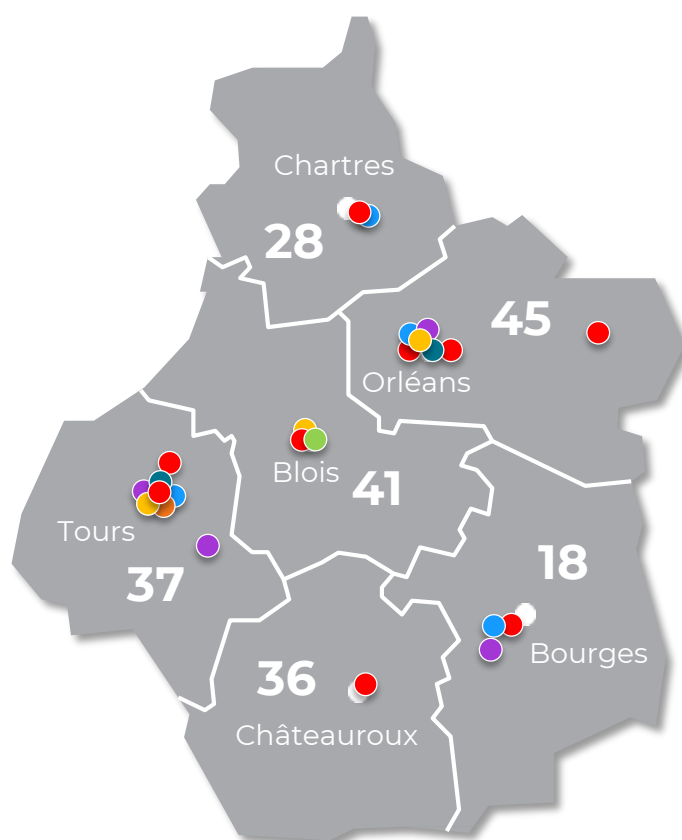 Chartres
28
45
Orléans
Blois
41
Tours
37
18
Bourges
36
Châteauroux